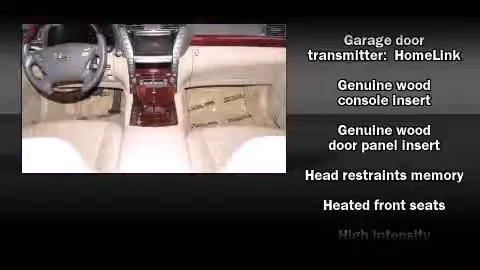 Garage door
transmitter: HomeLink
Genuine wood
console insert
Genuine wood
door panel insert
Head restraints memory
Heated front seats
High Intensity